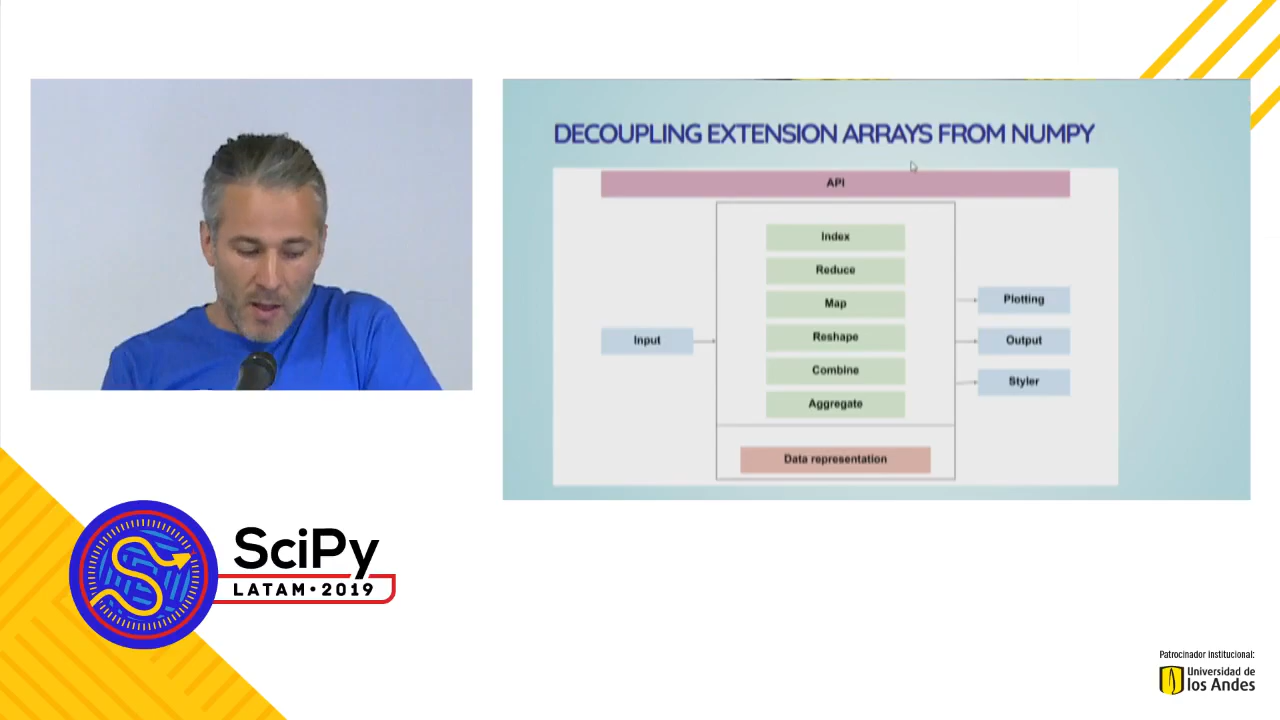 DECOUPLING EXTENSION ARRAYS FROM NUMPY
API
Index
Reduce
Map
Reshape
Combine
Aggregate
Data representation
Input
Plotting
Output
Styler
SciPy
LATAM • 2019
Patrocinador institucional:
Universidad de
los Andes